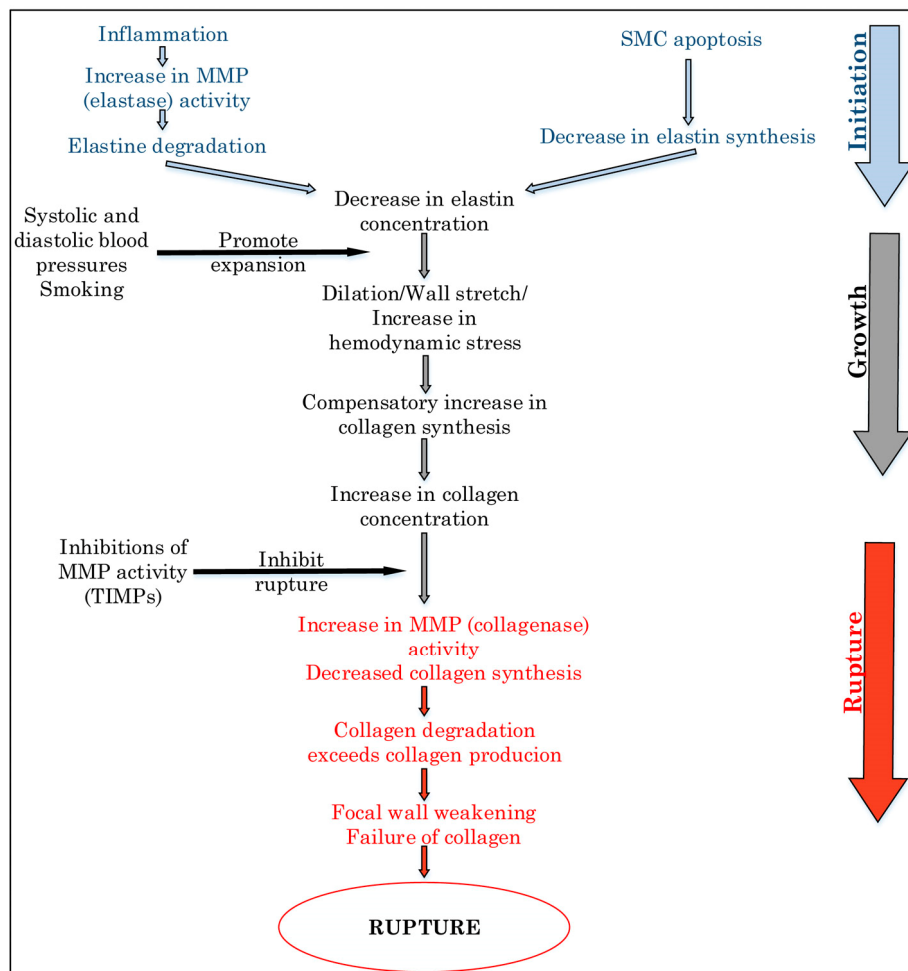 Inflammation
Increase in MMP
(elastase) activity
Elastine degradation
SMC apoptosis
Decrease in elastin synthesis
Initiation
Decrease in elastin
concentration
Systolic and
diastolic blood
pressures
Smoking
Promote
expansion
Dilation/Wall stretch/
Increase in
hemodynamic stress
Compensatory increase in
collagen synthesis
Increase in collagen
concentration
Growth
Inhibitions of
MMP activity
(TIMPs)
Inhibit
rupture
Increase in MMP (collagenase)
activity
Decreased collagen synthesis
Collagen degradation
exceeds collagen producion
Focal wall weakening
Failure of collagen
RUPTURE
Rupture